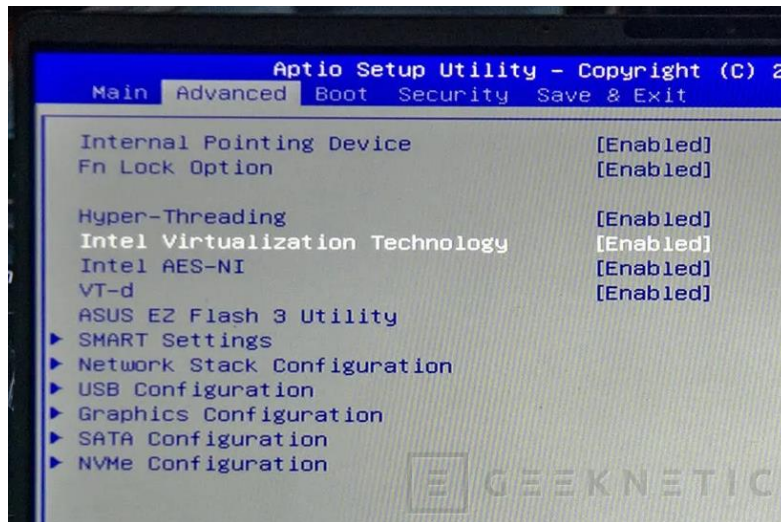 Aptio Setup Utility – Copyright (C) 2
Main Advanced Boot Security Save & Exit
Internal Pointing Device [Enabled]
Fn Lock Option [Enabled]
Hyper-Threading [Enabled]
Intel Virtualization Technology [Enabled]
Intel AES-NI [Enabled]
VT-d [Enabled]
ASUS EZ Flash 3 Utility
SMART Settings
Network Stack Configuration
USB Configuration
Graphics Configuration
SATA Configuration
NVMe Configuration
GEEKNETIC